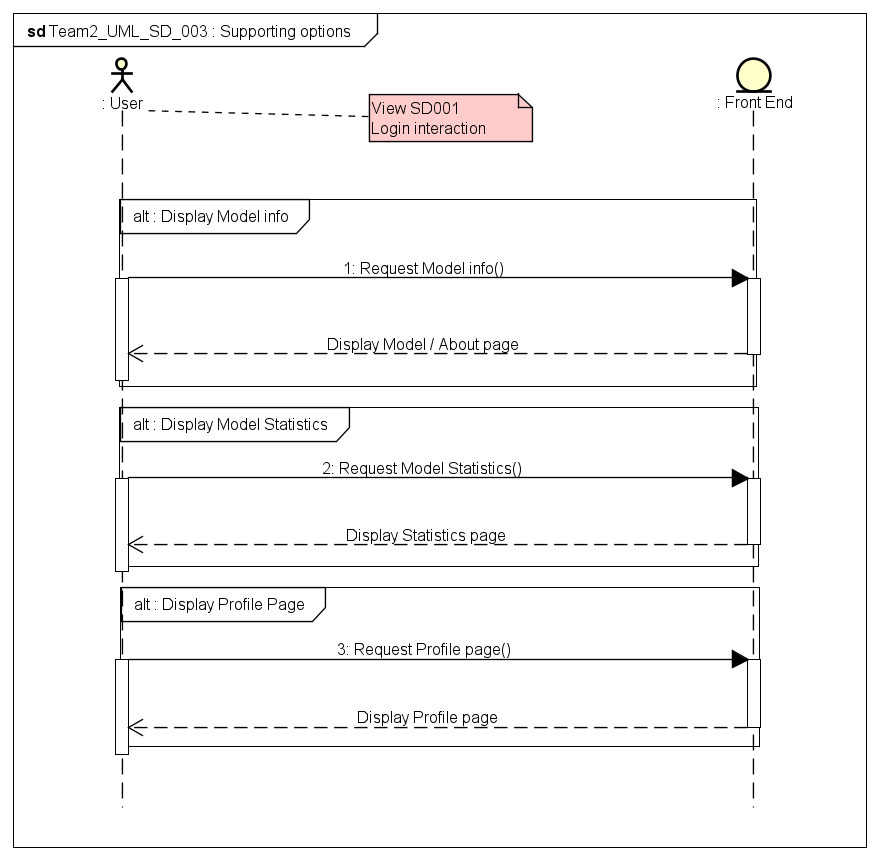 sd Team2_UML_SD_003 : Supporting options
: User
View SD001
Login interaction
: Front End
alt : Display Model info
1: Request Model info()
Display Model / About page
alt : Display Model Statistics
2: Request Model Statistics()
Display Statistics page
alt : Display Profile Page
3: Request Profile page()
Display Profile page